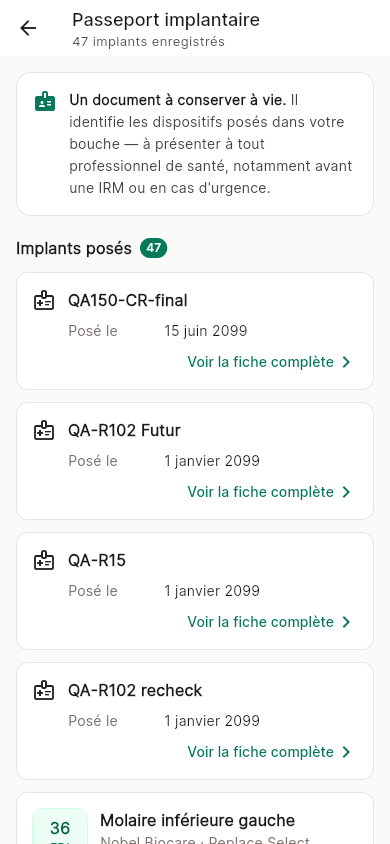 Passeport implantaire
47 implants enregistrés
Un document à conserver à vie. Il
identifie les dispositifs posés dans votre
bouche — à présenter à tout
professionnel de santé, notamment avant
une IRM ou en cas d'urgence.
Implants posés 47
QA150-CR-final
Posé le 15 juin 2099
Voir la fiche complète
QA-R102 Futur
Posé le 1 janvier 2099
Voir la fiche complète
QA-R15
Posé le 1 janvier 2099
Voir la fiche complète
QA-R102 recheck
Posé le 1 janvier 2099
Voir la fiche complète
36 Molaire inférieure gauche
Nobel Biocare · Replace Select